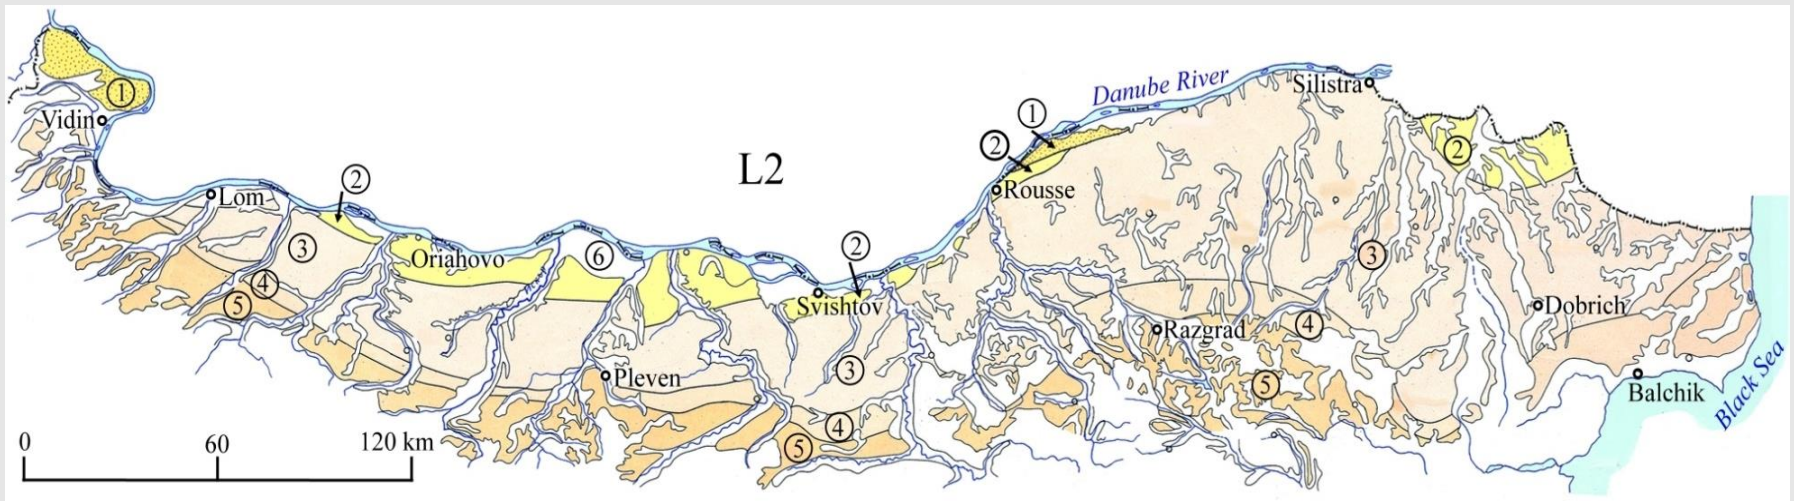 Danube River
Silistra
①
①
Vidin
②
②
L2
②
Rousse
Lom
③
②
Oriahovo
⑥
②
③
④
⑤
Svishtov
Dobrich
Razgrad
④
③
Pleven
⑤
Balchik
Black Sea
④
⑤
0 60 120 km